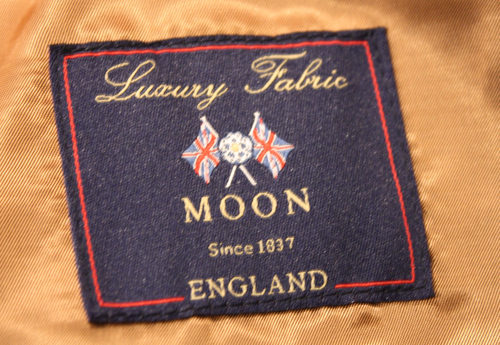 Luxury Fabric
MOON
Since 1837
ENGLAND